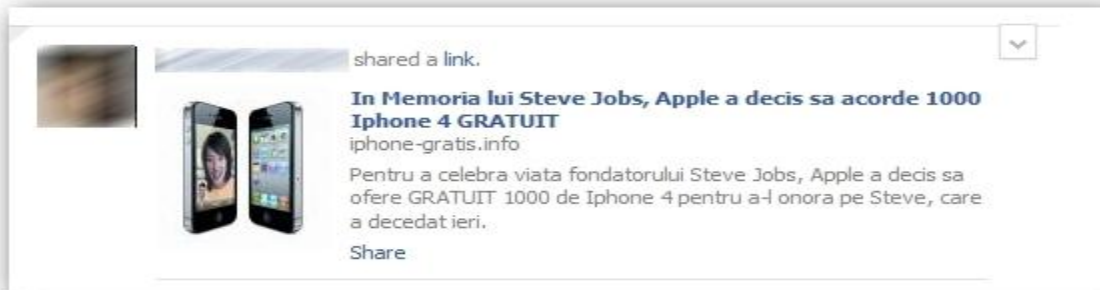 shared a link.
In Memoria lui Steve Jobs, Apple a decis sa acorde 1000
Iphone 4 GRATUIT
iphone-gratis.info
Pentru a celebra viata fondatorului Steve Jobs, Apple a decis sa
ofere GRATUIT 1000 de Iphone 4 pentru a-l onora pe Steve, care
a decedat ieri.
Share